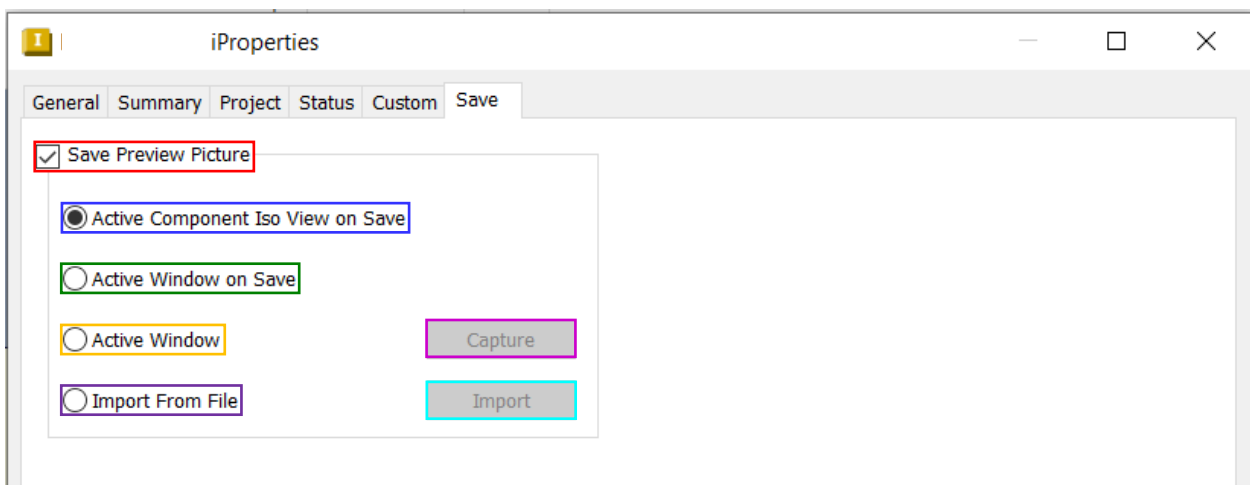 I iProperties
General Summary Project Status Custom Save
Save Preview Picture
Active Component Iso View on Save
Active Window on Save
Active Window Capture
Import From File Import